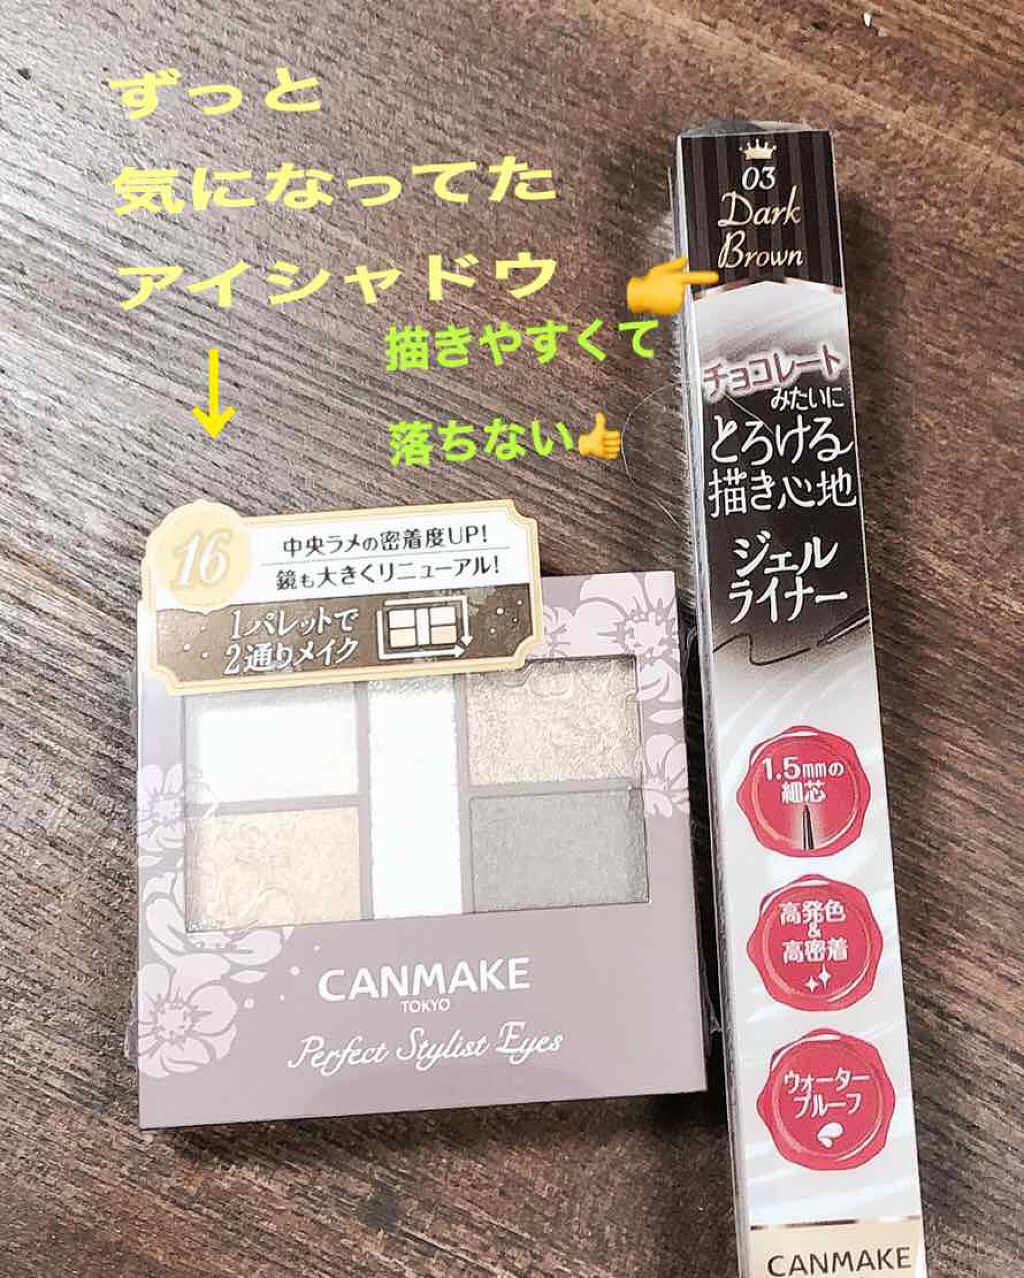 ずっと
気になってた
アイシャドウ
↓
👉
描きやすくて
落ちない👍
16
中央ラメの密着度UP!
鏡も大きくリニューアル!
1パレットで
2通りメイク
CANMAKE
TOKYO
Perfect Stylist Eyes
03
Dark
Brown
チョコレート
みたいに
とろける
描き心地
ジェル
ライナー
1.5mmの
細芯
高発色
&
高密着
ウォーター
プルーフ
CANMAKE